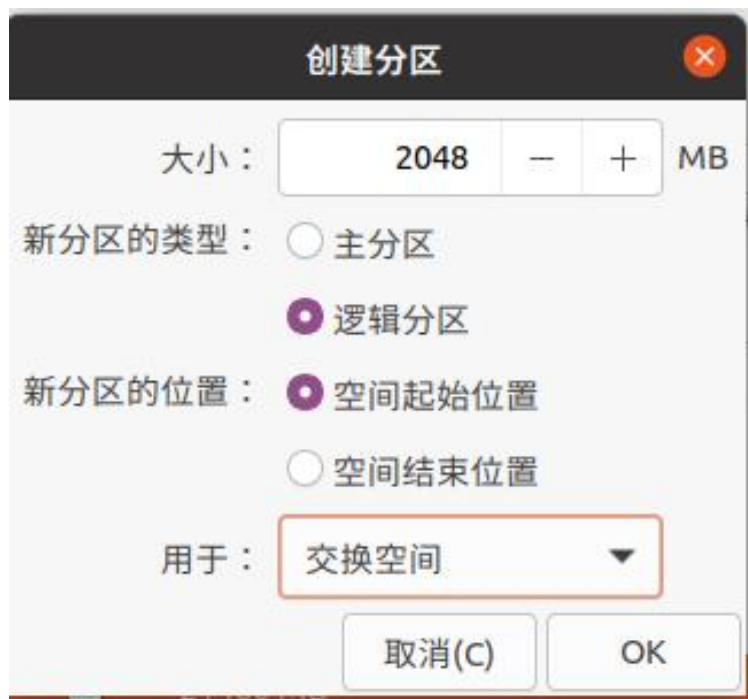 创建分区
大小： 2048 － ＋ MB
新分区的类型： 主分区
逻辑分区
新分区的位置： 空间起始位置
空间结束位置
用于： 交换空间
取消(C) OK